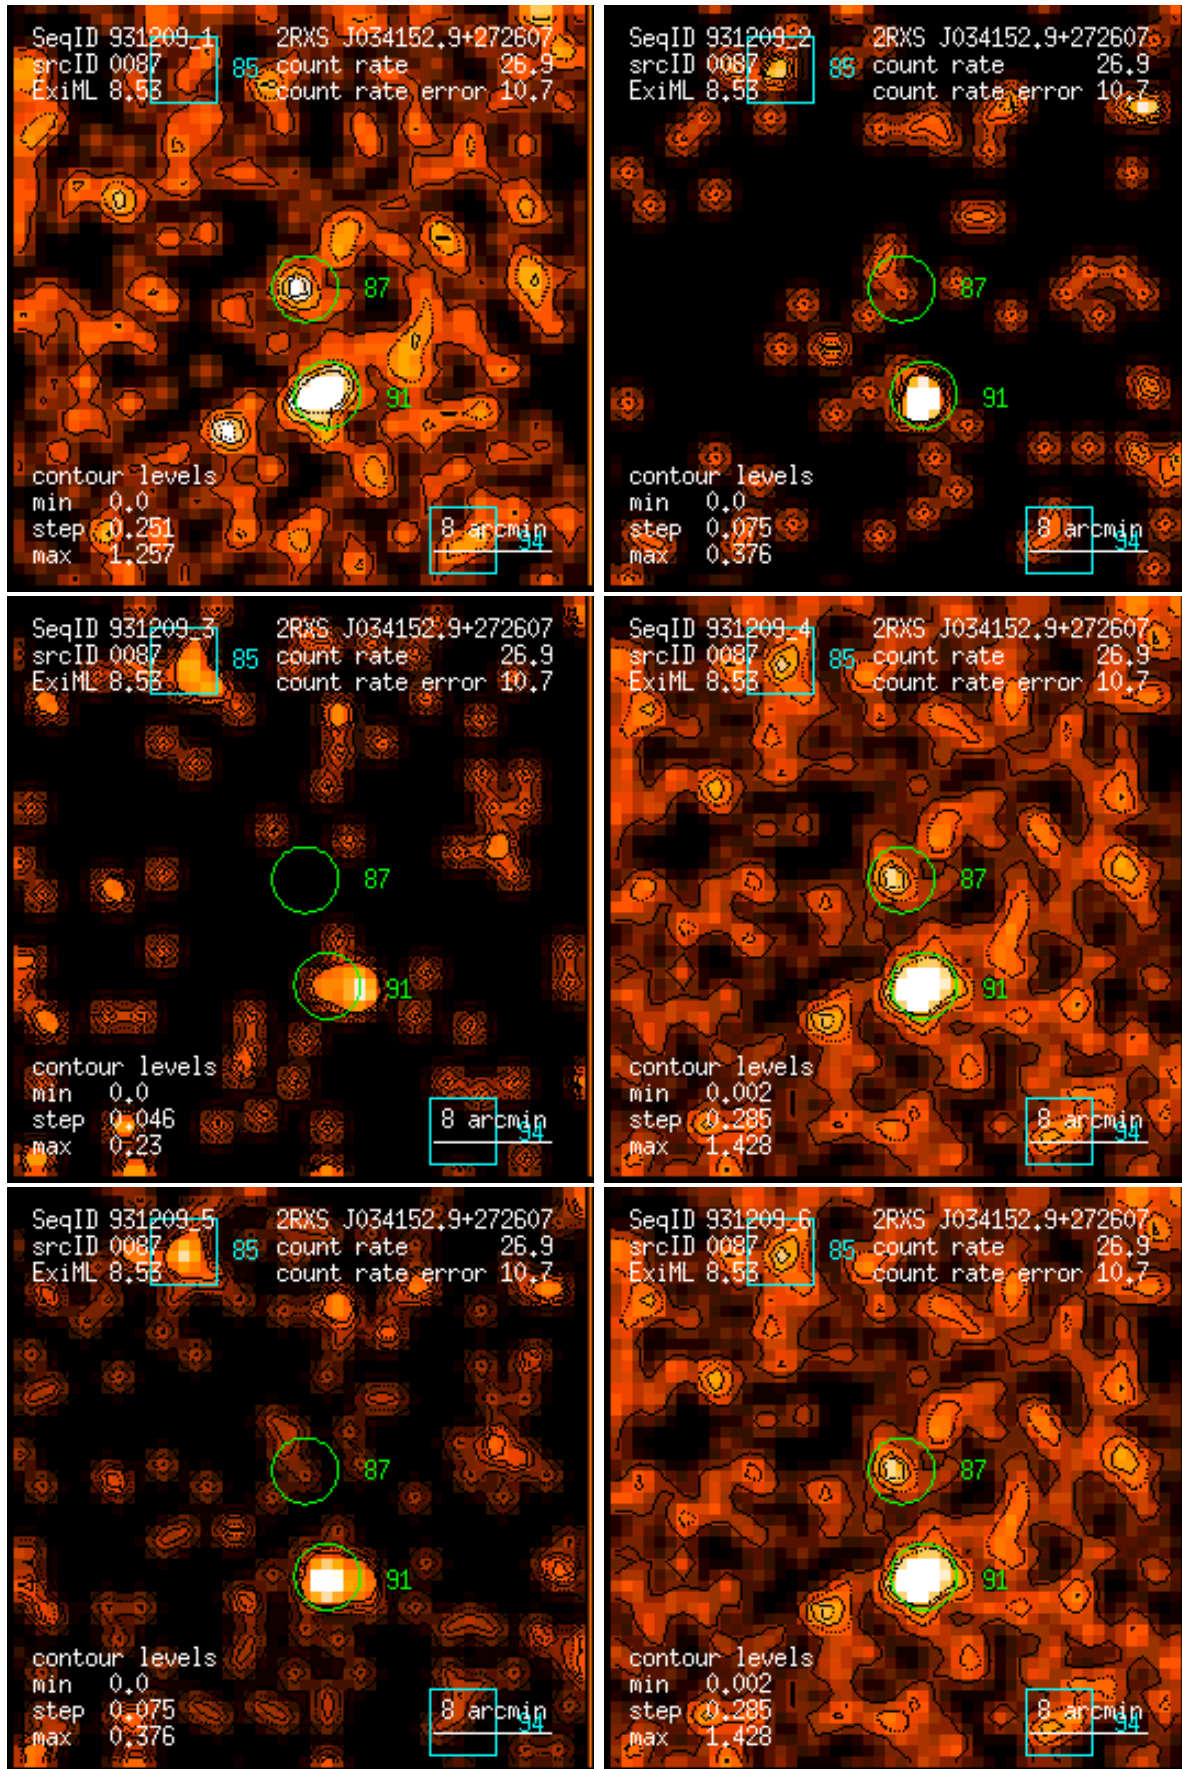 SeqID 931209_1 2RXS J034152.9+272607
srcID 0087 85 count rate 26.9
ExiML 8.53 count rate error 10.7
87
91
contour levels
min 0.0
step 0.251
max 1.257
8 arcmin
94
SeqID 931209_2 2RXS J034152.9+272607
srcID 0087 85 count rate 26.9
ExiML 8.53 count rate error 10.7
87
91
contour levels
min 0.0
step 0.075
max 0.376
8 arcmin
94
SeqID 931209_3 2RXS J034152.9+272607
srcID 0087 85 count rate 26.9
ExiML 8.53 count rate error 10.7
87
91
contour levels
min 0.0
step 0.046
max 0.23
8 arcmin
94
SeqID 931209_4 2RXS J034152.9+272607
srcID 0087 85 count rate 26.9
ExiML 8.53 count rate error 10.7
87
91
contour levels
min 0.002
step 0.285
max 1.428
8 arcmin
94
SeqID 931209_5 2RXS J034152.9+272607
srcID 0087 85 count rate 26.9
ExiML 8.53 count rate error 10.7
87
91
contour levels
min 0.0
step 0.075
max 0.376
8 arcmin
94
SeqID 931209_6 2RXS J034152.9+272607
srcID 0087 85 count rate 26.9
ExiML 8.53 count rate error 10.7
87
91
contour levels
min 0.002
step 0.285
max 1.428
8 arcmin
94